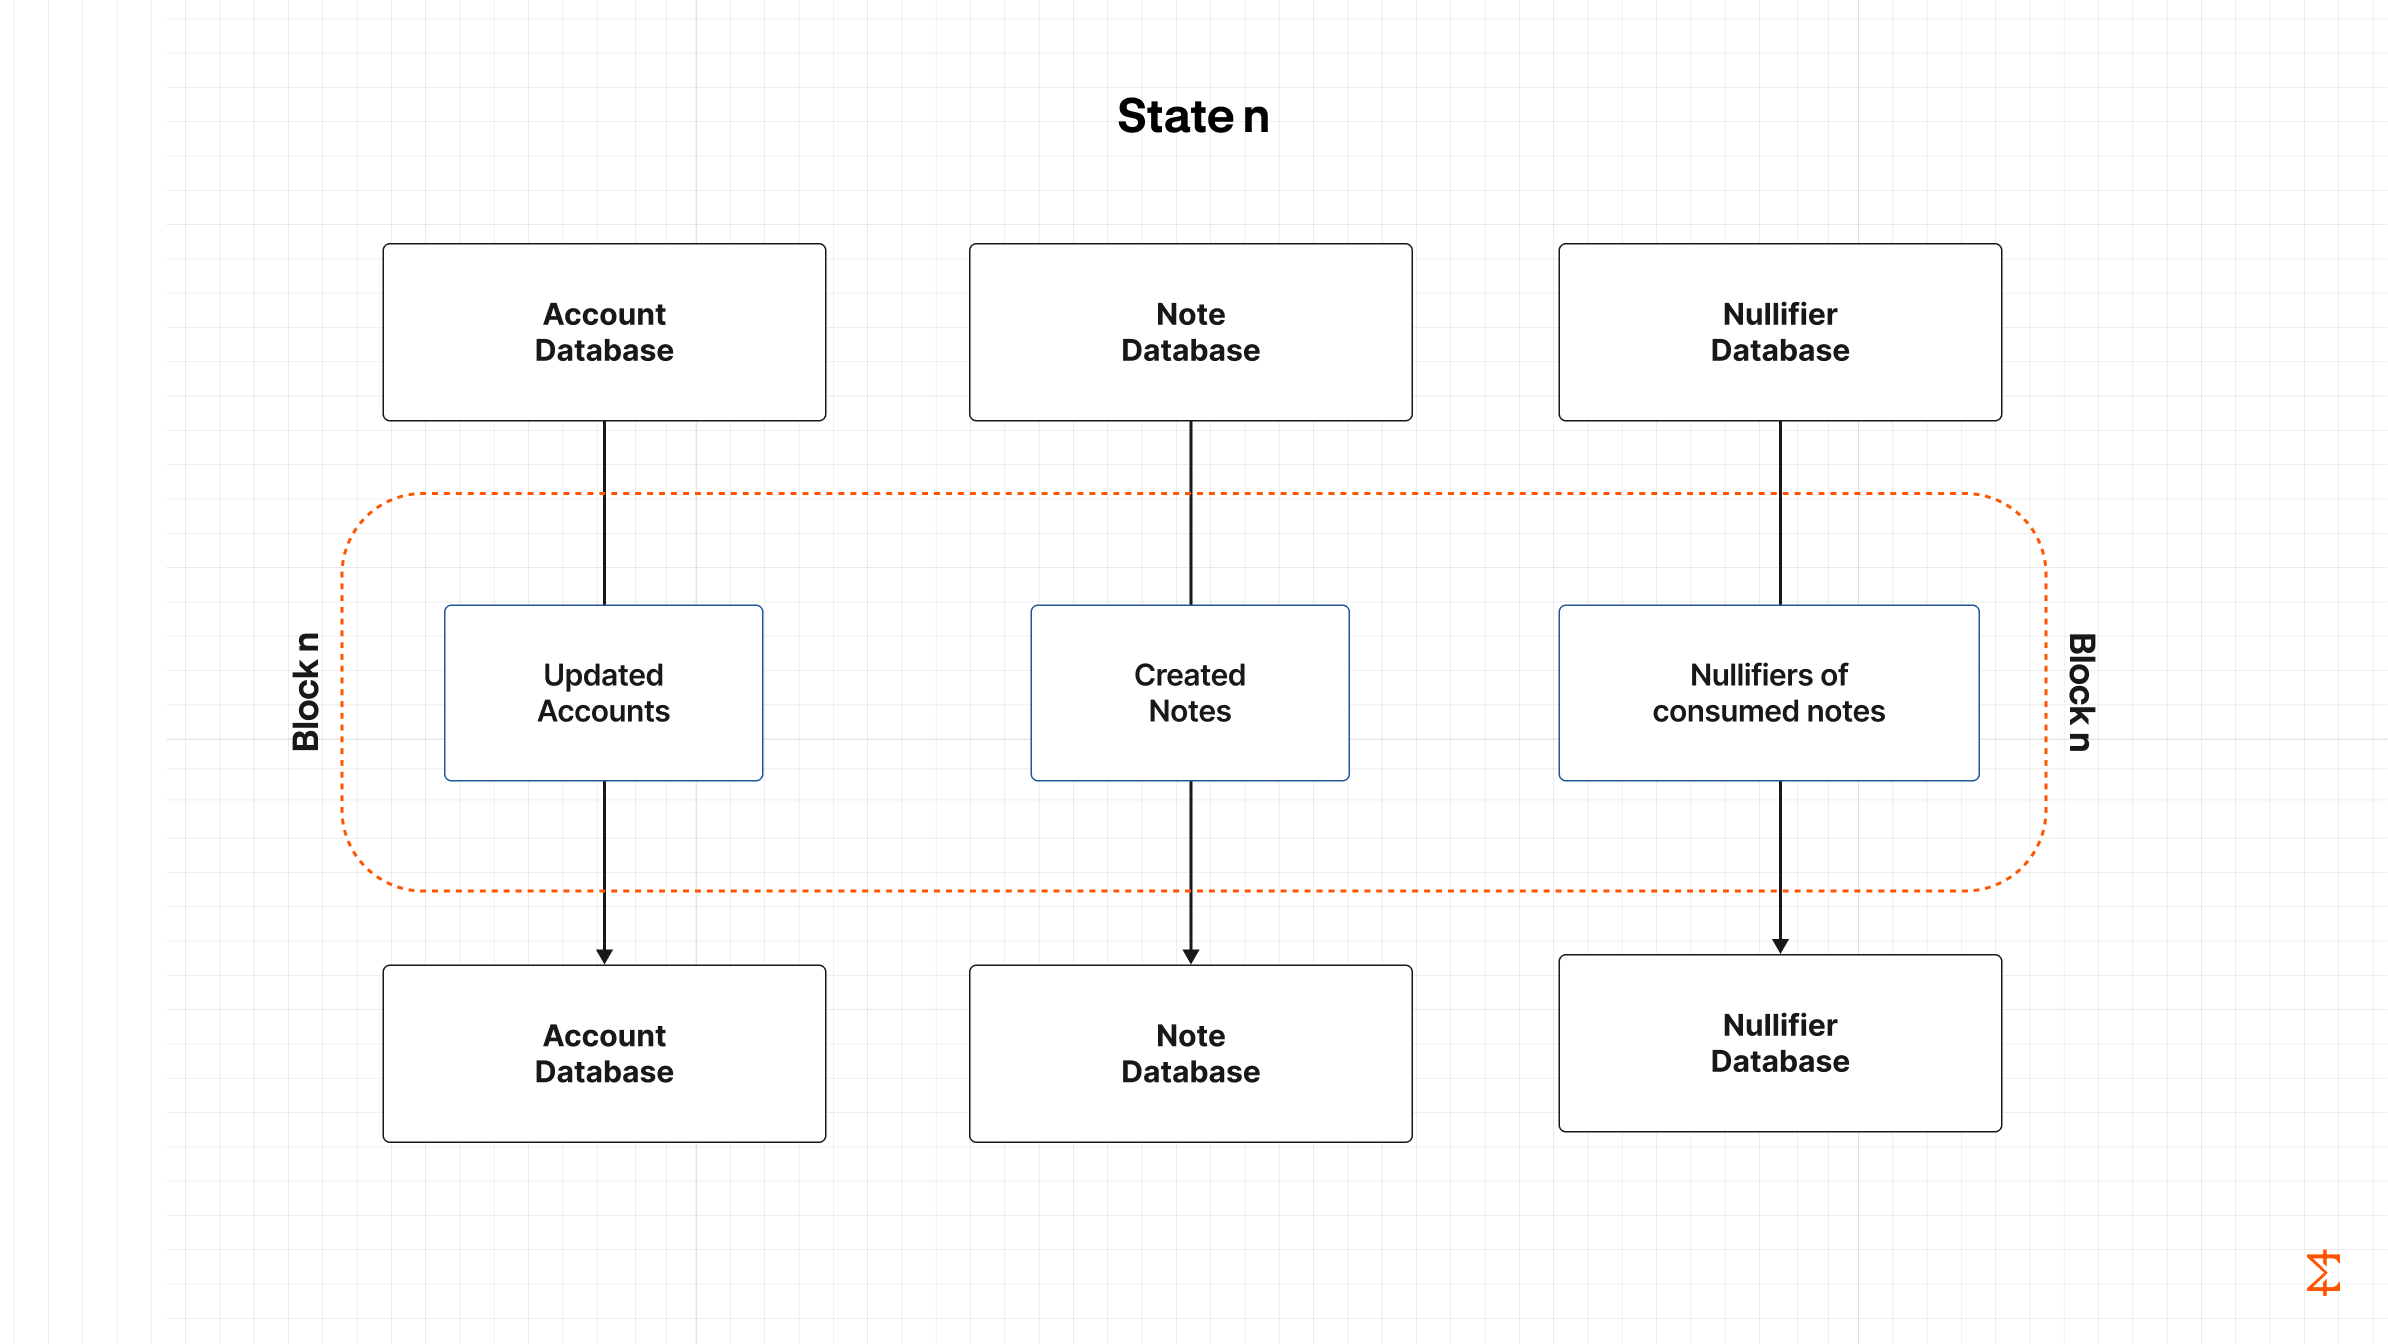 State n
Account
Database
Note
Database
Nullifier
Database
Block n
Updated
Accounts
Created
Notes
Nullifiers of
consumed notes
Block n
Account
Database
Note
Database
Nullifier
Database